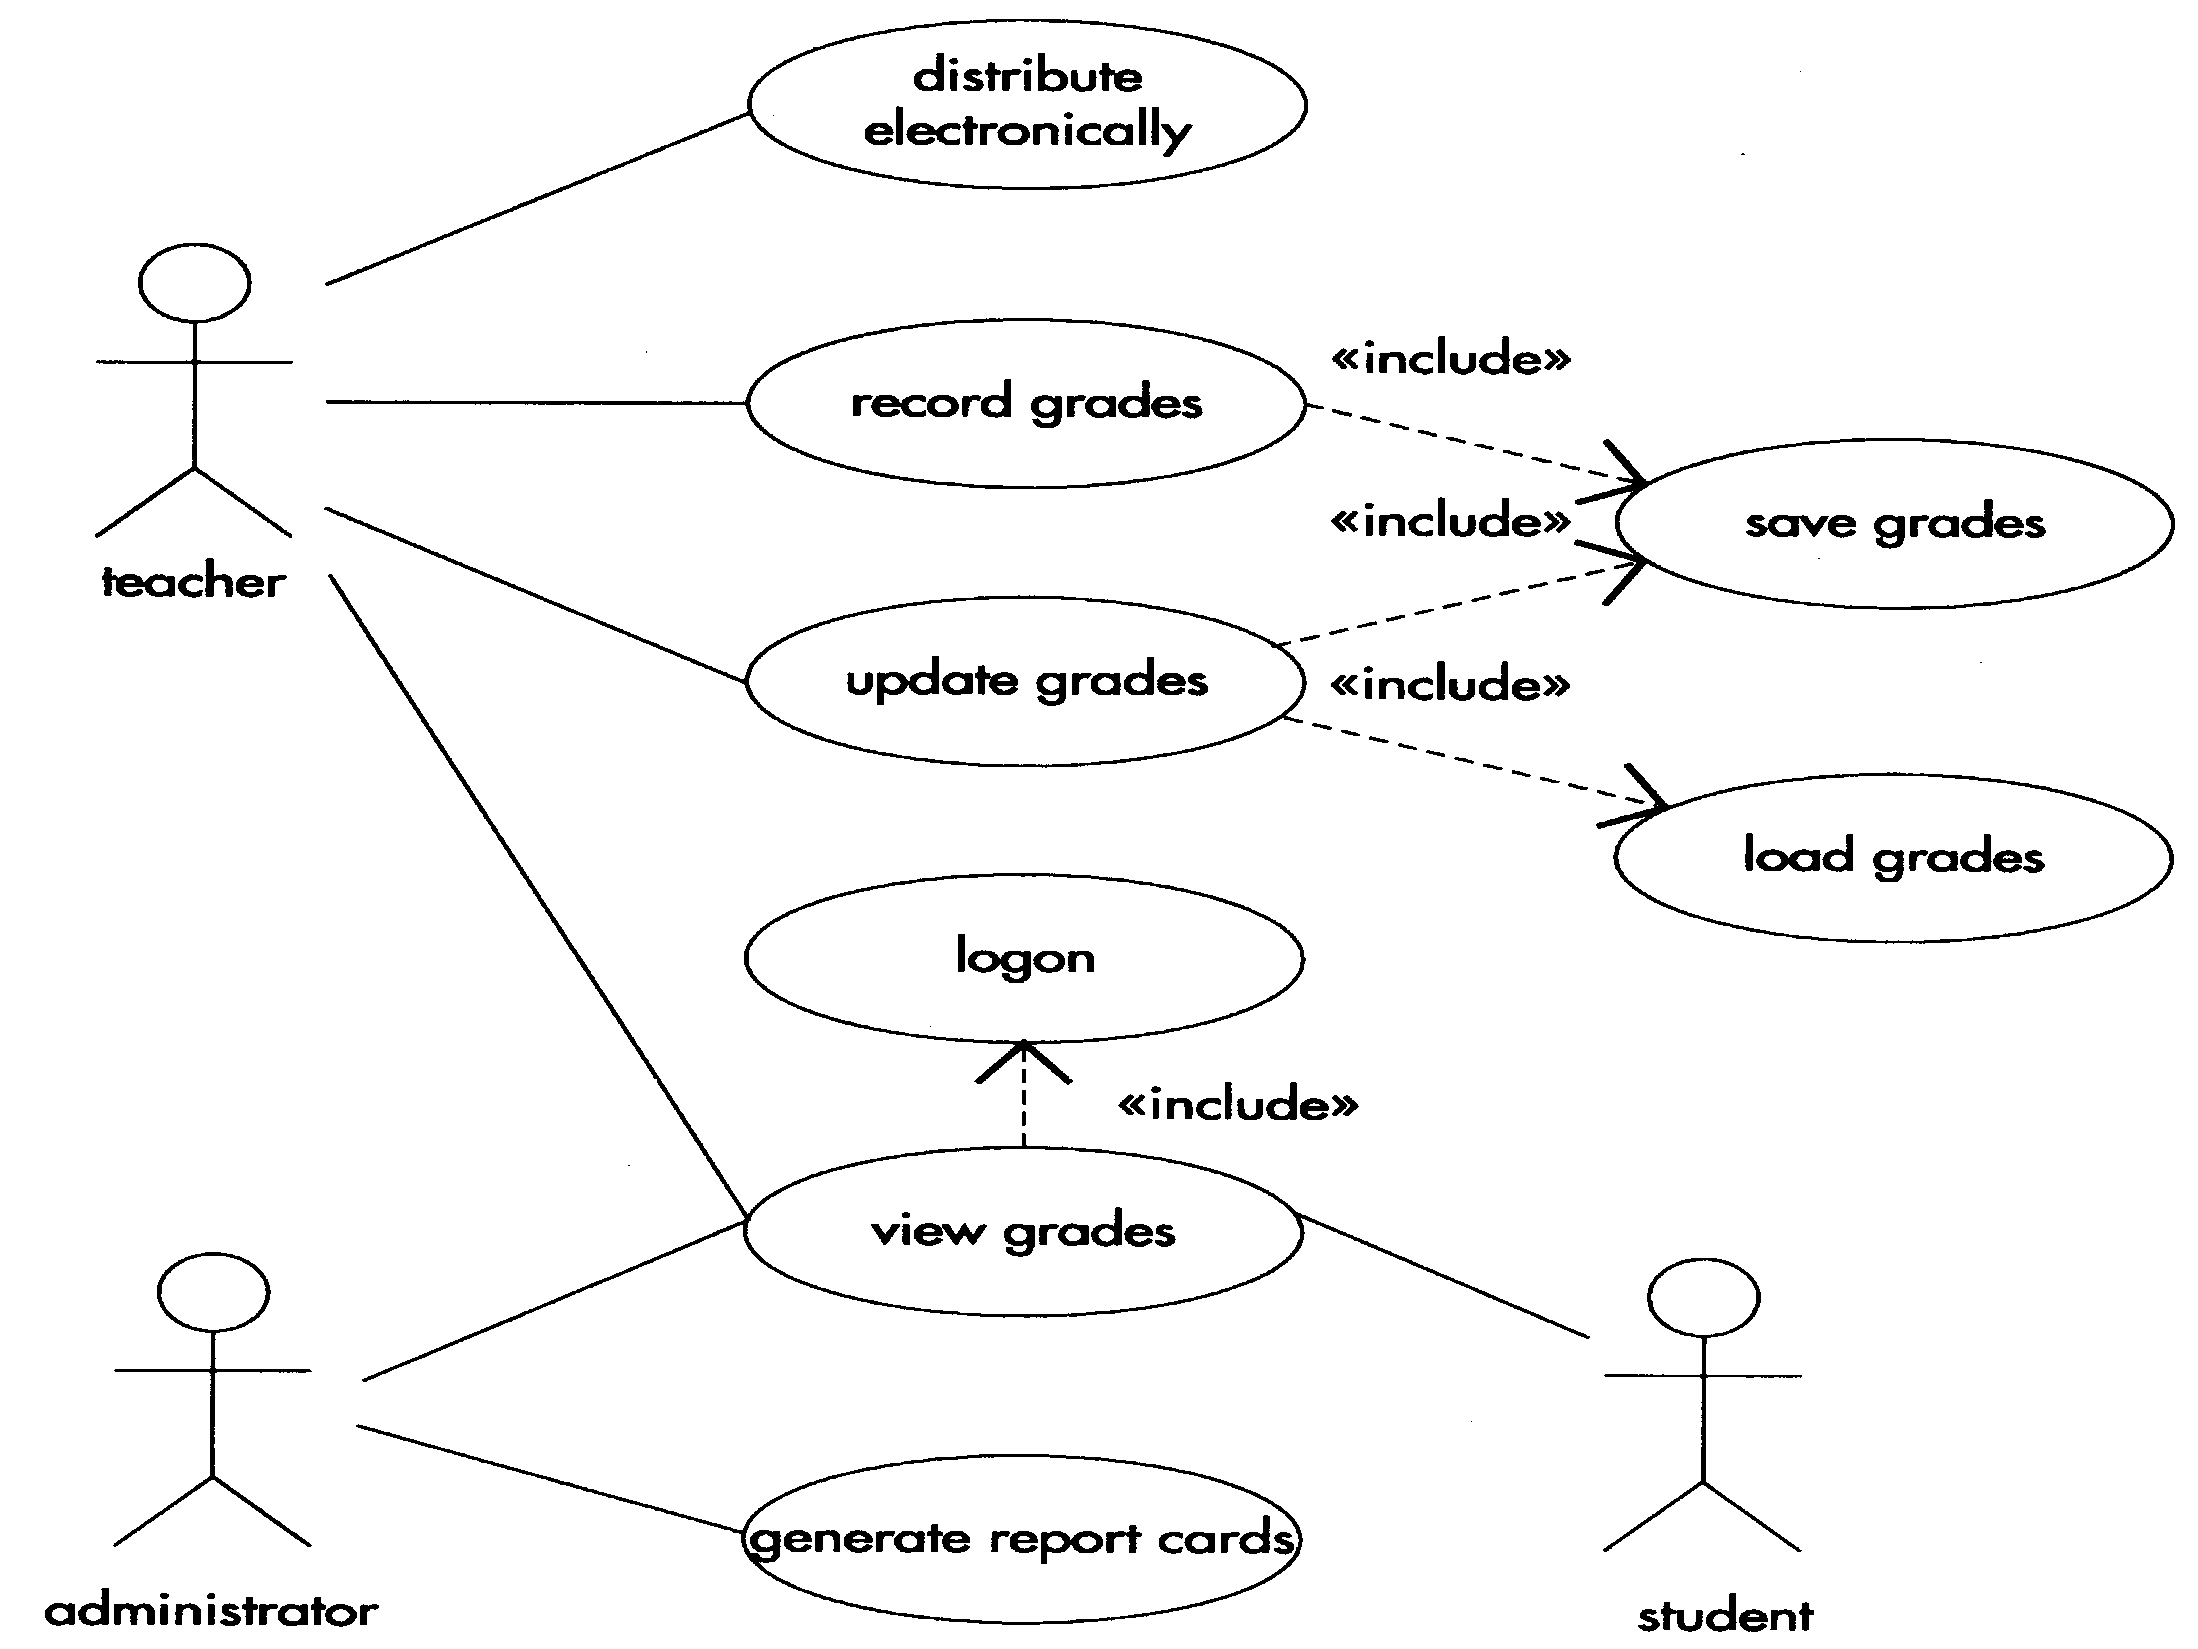 distribute
electronically
record grades
«include»
«include»
save grades
teacher
update grades
«include»
load grades
logon
«include»
view grades
generate report cards
administrator
student